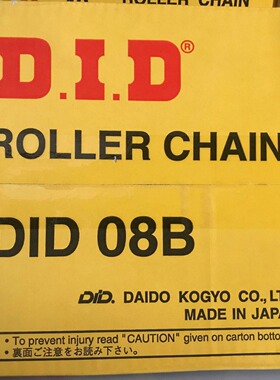 ROLLER CHAIN
D.I.D®
ROLLER CHAIN
DID 08B
DID. DAIDO KOGYO CO., LT
MADE IN JAPA
• To prevent injury read "CAUTION" given on carton botto
• 裏面ご注意をお読み下さい。